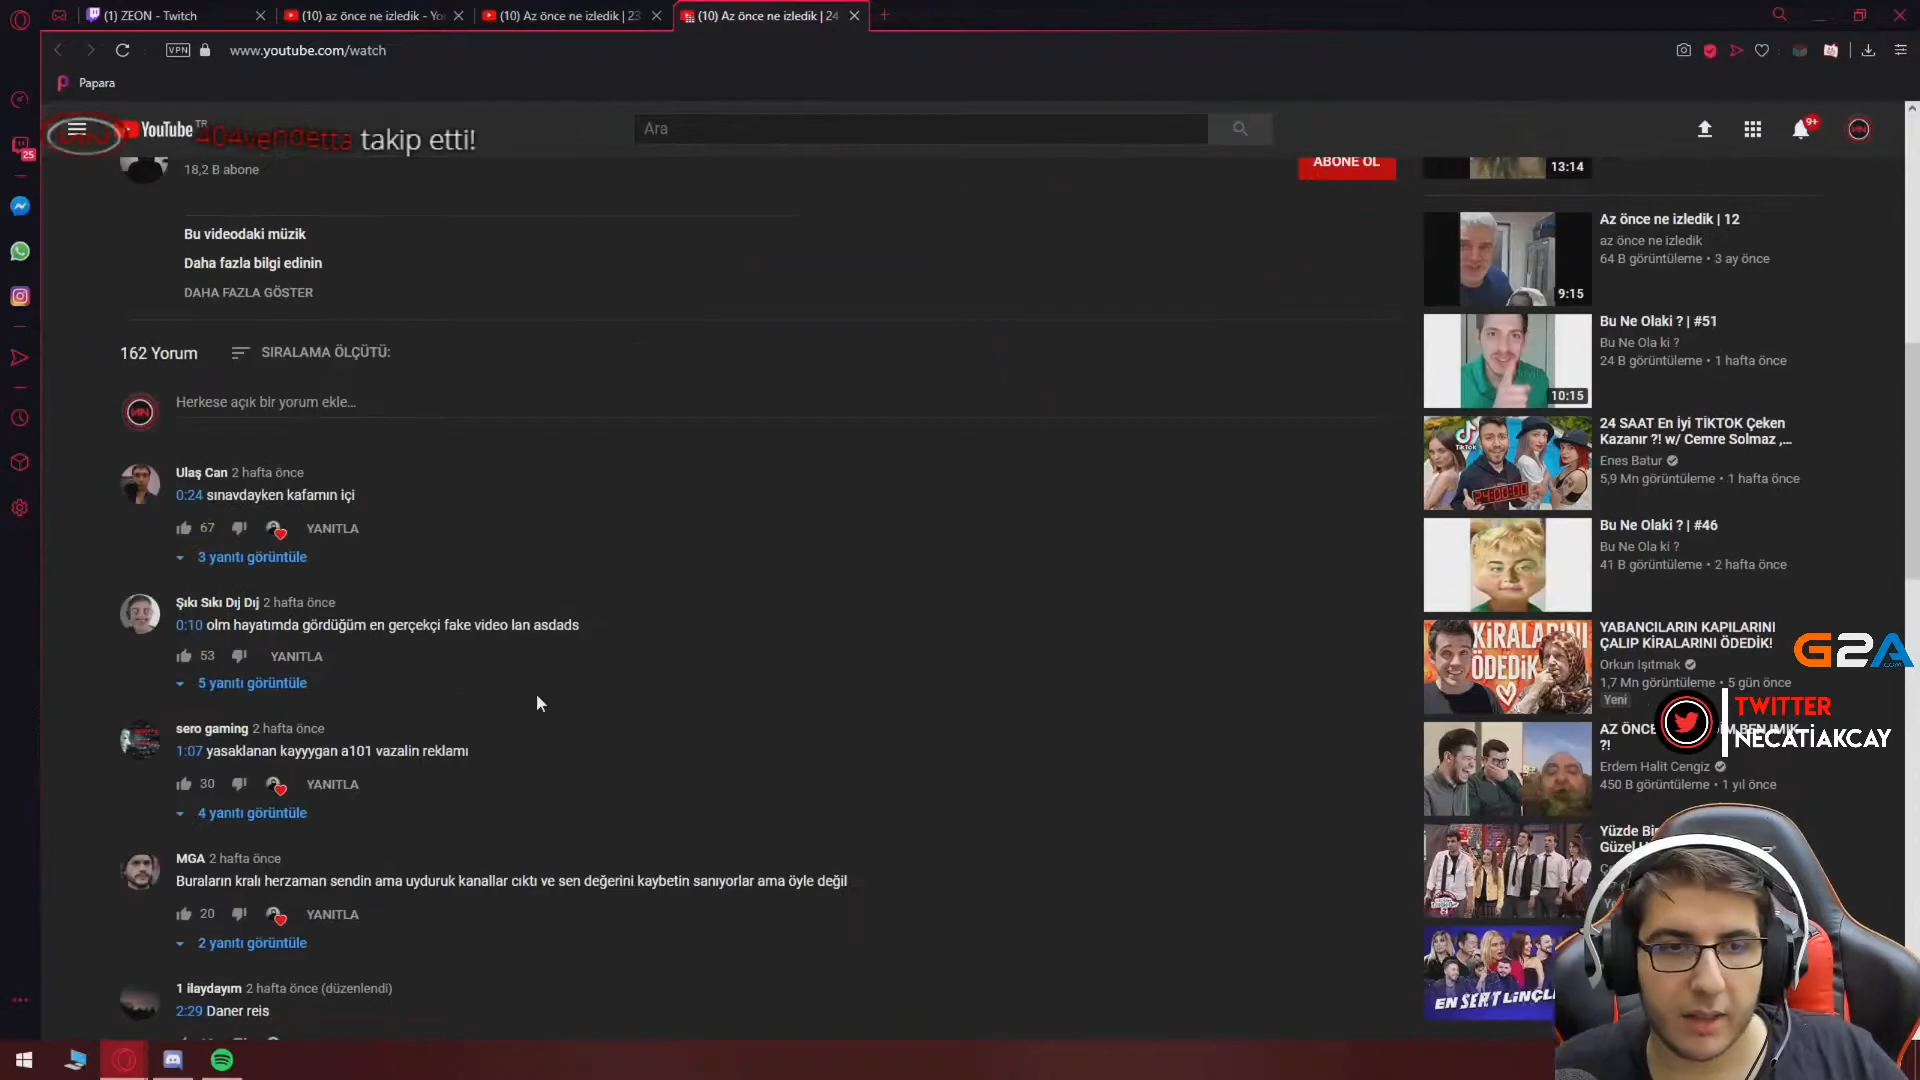 (1) ZEON - Twitch
(10) az önce ne izledik - Yo
(10) Az önce ne izledik | 23
(10) Az önce ne izledik | 24
VPN
www.youtube.com/watch
Papara
YouTube TR
404vendetta takip etti!
Ara
9+
25
18,2 B abone
ABONE OL
Bu videodaki müzik
Daha fazla bilgi edinin
DAHA FAZLA GÖSTER
162 Yorum
SIRALAMA ÖLÇÜTÜ:
Herkese açık bir yorum ekle...
Ulaş Can 2 hafta önce
0:24 sınavdayken kafamın içi
67
YANITLA
3 yanıtı görüntüle
Şıkı Sıkı Dıj Dıj 2 hafta önce
0:10 olm hayatımda gördüğüm en gerçekçi fake video lan asdads
53
YANITLA
5 yanıtı görüntüle
sero gaming 2 hafta önce
1:07 yasaklanan kayyygan a101 vazalin reklamı
30
YANITLA
4 yanıtı görüntüle
MGA 2 hafta önce
Buraların kralı herzaman sendin ama uyduruk kanallar cıktı ve sen değerini kaybetin sanıyorlar ama öyle değil
20
YANITLA
2 yanıtı görüntüle
1 ilaydayım 2 hafta önce (düzenlendi)
2:29 Daner reis
13:14
Az önce ne izledik | 12
az önce ne izledik
64 B görüntüleme • 3 ay önce
9:15
Bu Ne Olaki ? | #51
Bu Ne Ola ki ?
24 B görüntüleme • 1 hafta önce
10:15
24 SAAT En İyi TİKTOK Çeken
Kazanır ?! w/ Cemre Solmaz ,...
Enes Batur
5,9 Mn görüntüleme • 1 hafta önce
TikTok
24:00:00
Bu Ne Olaki ? | #46
Bu Ne Ola ki ?
41 B görüntüleme • 2 hafta önce
KİRALARINI
ÖDEDİK
YABANCILARIN KAPILARINI
ÇALIP KİRALARINI ÖDEDİK!
Orkun Işıtmak
1,7 Mn görüntüleme • 5 gün önce
Yeni
G2A
.COM
TWITTER
NECATİAKCAY
AZ ÖNCE
?!
Erdem Halit Cengiz
450 B görüntüleme • 1 yıl önce
Yüzde
Güzel
EN SERT LİNÇL